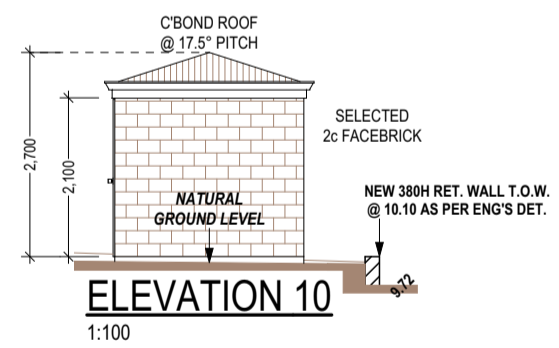 C'BOND ROOF
@ 17.5° PITCH
2,700
2,100
SELECTED
2c FACEBRICK
NATURAL
GROUND LEVEL
NEW 380H RET. WALL T.O.W.
@ 10.10 AS PER ENG'S DET.
9.72
ELEVATION 10
1:100